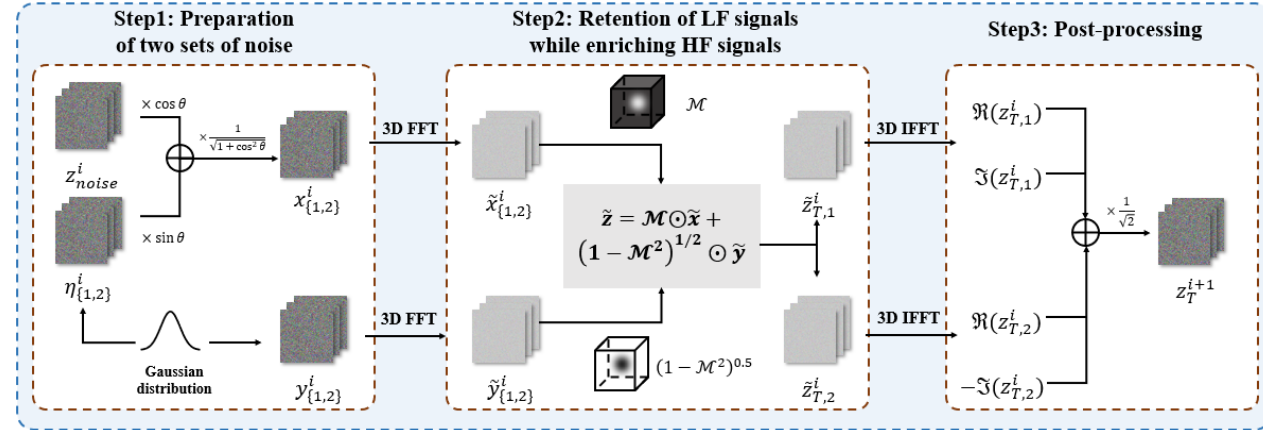 Step1: Preparation
of two sets of noise
Step2: Retention of LF signals
while enriching HF signals
Step3: Post-processing
× cos θ
z^i_{noise}
× 1/√(1 + cos² θ)
x^i_{1,2}
× sin θ
η^i_{1,2}
Gaussian
distribution
y^i_{1,2}
3D FFT
3D FFT
ℳ
x̃^i_{1,2}
z̃ = ℳ⊙x̃ +
(1 − ℳ²)^{1/2} ⊙ ỹ
ỹ^i_{1,2}
(1 − ℳ²)^{0.5}
z̃^i_{T,1}
z̃^i_{T,2}
3D IFFT
3D IFFT
ℜ(z^i_{T,1})
ℑ(z^i_{T,1})
× 1/√2
z_T^{i+1}
ℜ(z^i_{T,2})
−ℑ(z^i_{T,2})